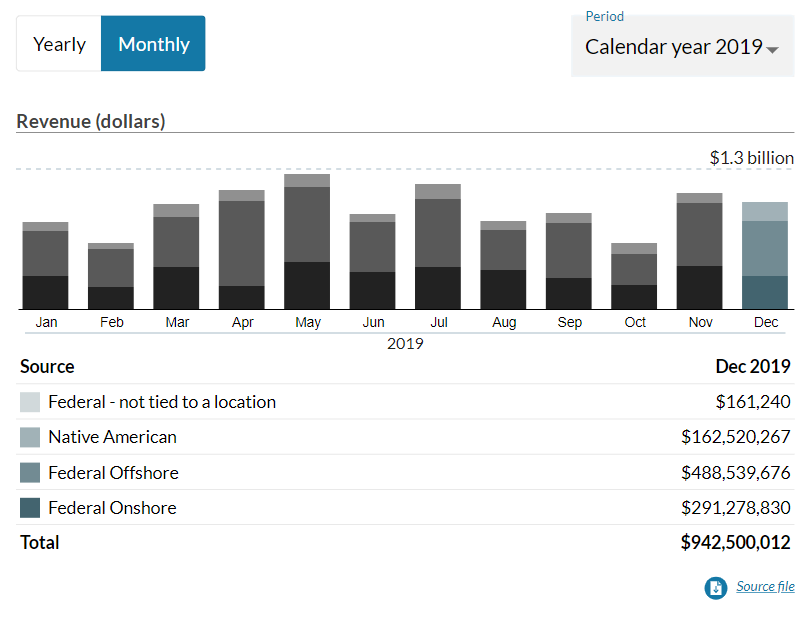 Yearly Monthly
Period
Calendar year 2019
Revenue (dollars)
$1.3 billion
Jan Feb Mar Apr May Jun Jul Aug Sep Oct Nov Dec
2019
Source Dec 2019
Federal - not tied to a location $161,240
Native American $162,520,267
Federal Offshore $488,539,676
Federal Onshore $291,278,830
Total $942,500,012
Source file